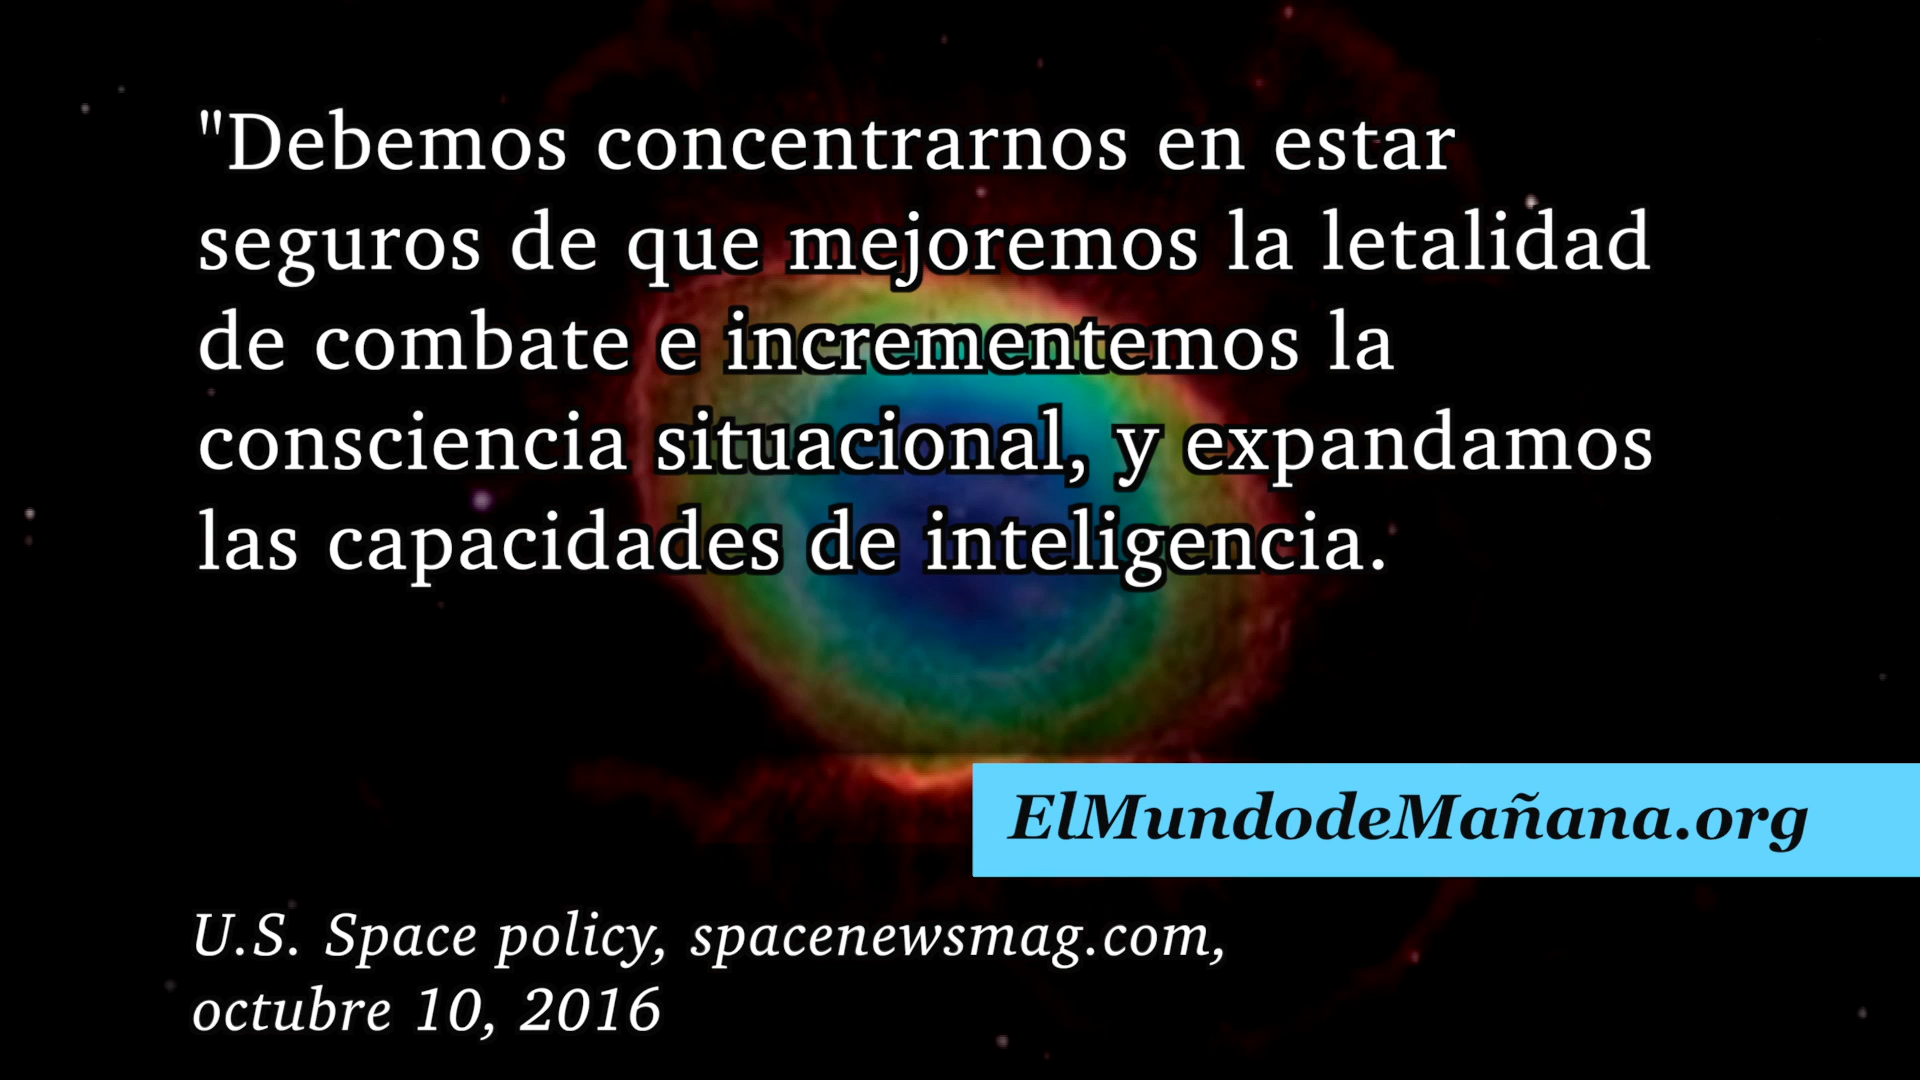 "Debemos concentrarnos en estar
seguros de que mejoremos la letalidad
de combate e incrementemos la
consciencia situacional, y expandamos
las capacidades de inteligencia.
ElMundodeMañana.org
U.S. Space policy, spacenewsmag.com,
octubre 10, 2016